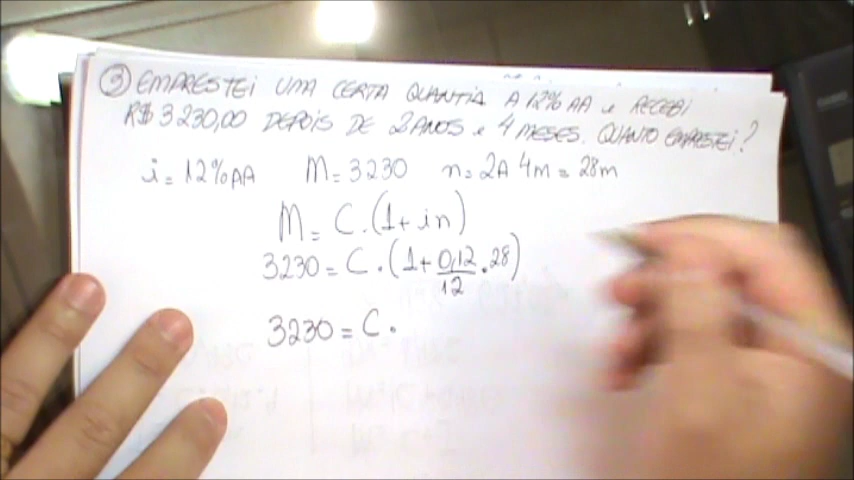 ③ EMPRESTEI UMA CERTA QUANTIA A 12% AA e RECEBI
R$ 3230,00 DEPOIS DE 2 ANOS e 4 MESES. QUANTO EMPRESTEI?
i = 12% AA M = 3230 n = 2A 4m = 28m
M = C . (1 + in)
3230 = C . (1 + 0,12/12 . 28)
3230 = C .